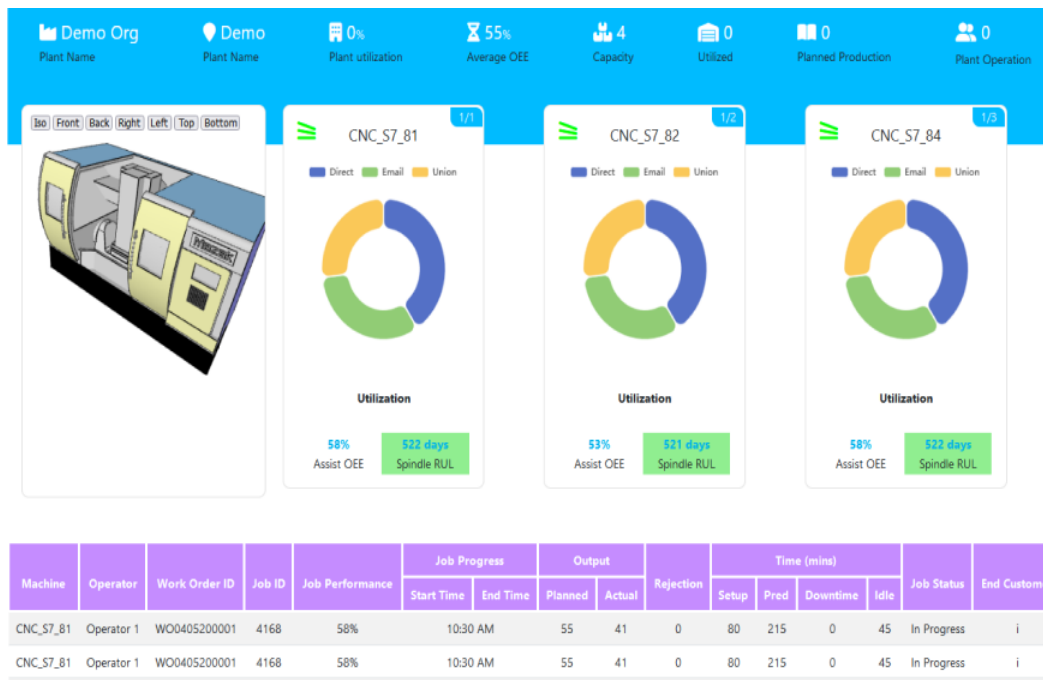 Demo Org Demo 0% 55% 4 0 0 0
Plant Name Plant Name Plant utilization Average OEE Capacity Utilized Planned Production Plant Operation
Iso Front Back Right Left Top Bottom
Mazak
1/1
CNC_S7_81
Direct Email Union
Utilization
58% 522 days
Assist OEE Spindle RUL
1/2
CNC_S7_82
Direct Email Union
Utilization
53% 521 days
Assist OEE Spindle RUL
1/3
CNC_S7_84
Direct Email Union
Utilization
58% 522 days
Assist OEE Spindle RUL
Job Progress Output Time (mins)
Machine Operator Work Order ID Job ID Job Performance Rejection Job Status End Custom
Start Time End Time Planned Actual Setup Pred Downtime Idle
CNC_S7_81 Operator 1 WO0405200001 4168 58% 10:30 AM 55 41 0 80 215 0 45 In Progress i
CNC_S7_81 Operator 1 WO0405200001 4168 58% 10:30 AM 55 41 0 80 215 0 45 In Progress i